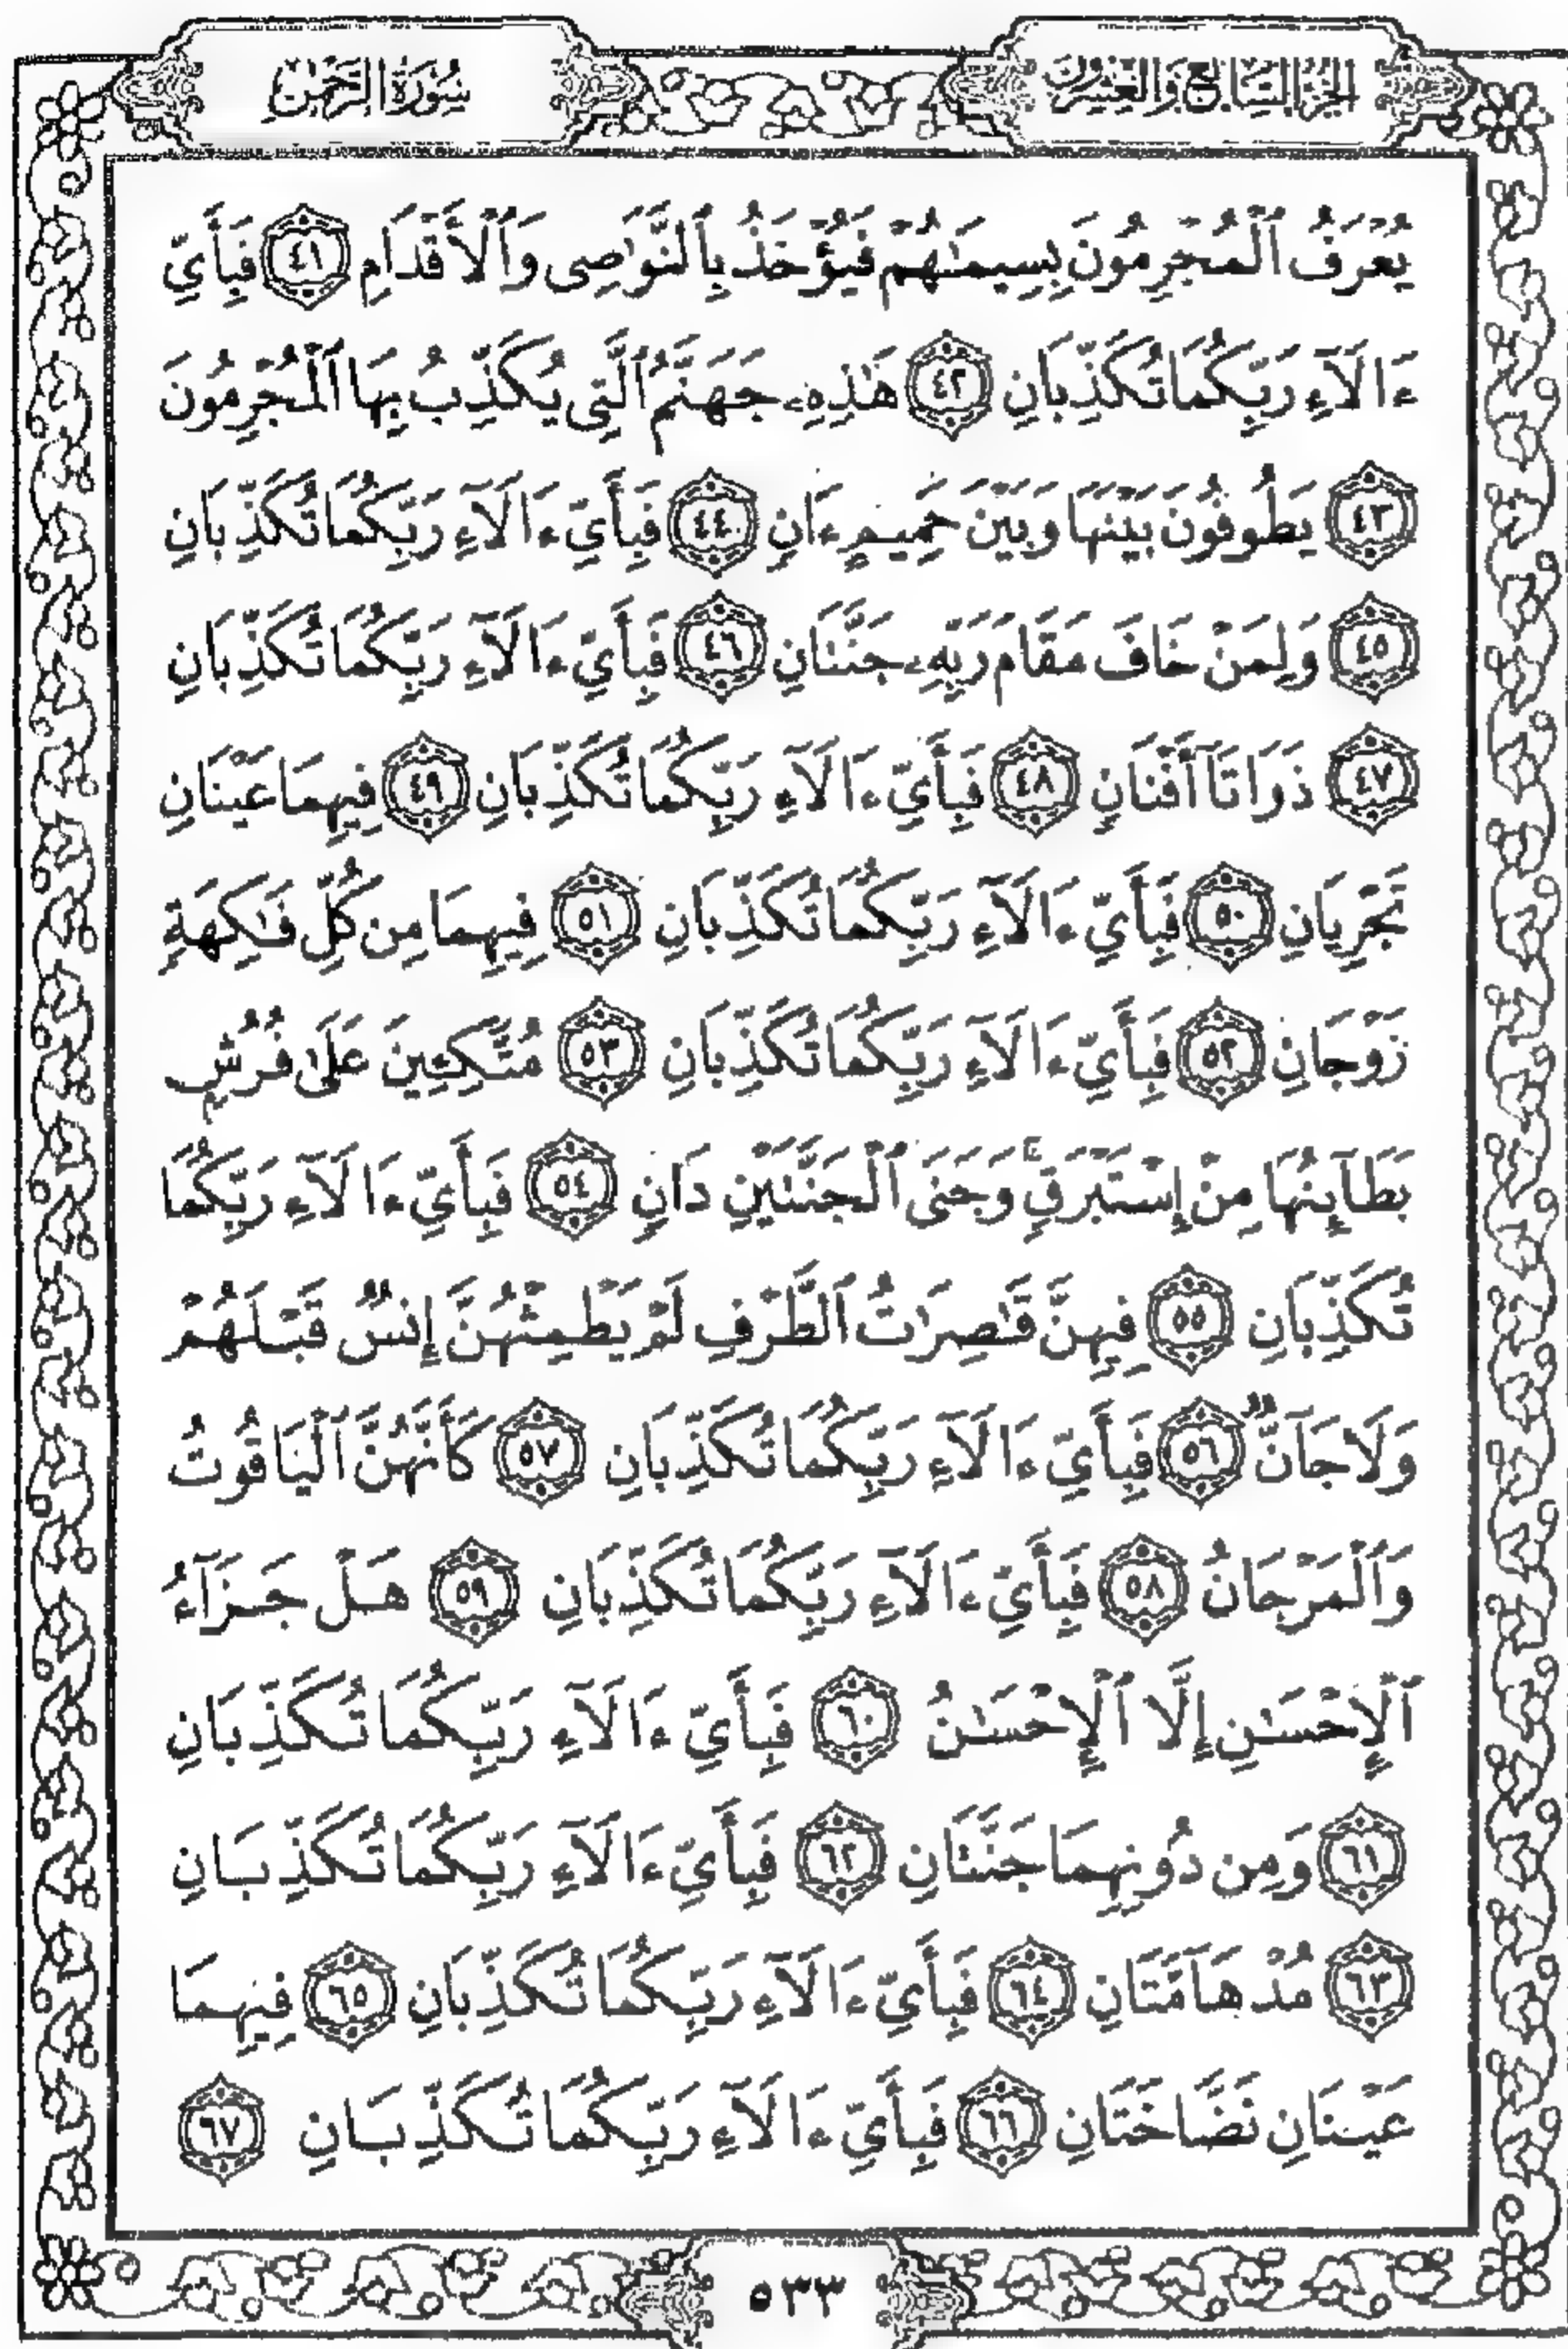 الجزء السابع والعشرون
سورة الرحمن
يُعْرَفُ ٱلْمُجْرِمُونَ بِسِيمَٰهُمْ فَيُؤْخَذُ بِٱلنَّوَٰصِى وَٱلْأَقْدَامِ ٤١ فَبِأَىِّ
ءَالَآءِ رَبِّكُمَا تُكَذِّبَانِ ٤٢ هَٰذِهِۦ جَهَنَّمُ ٱلَّتِى يُكَذِّبُ بِهَا ٱلْمُجْرِمُونَ
٤٣ يَطُوفُونَ بَيْنَهَا وَبَيْنَ حَمِيمٍ ءَانٍ ٤٤ فَبِأَىِّ ءَالَآءِ رَبِّكُمَا تُكَذِّبَانِ
٤٥ وَلِمَنْ خَافَ مَقَامَ رَبِّهِۦ جَنَّتَانِ ٤٦ فَبِأَىِّ ءَالَآءِ رَبِّكُمَا تُكَذِّبَانِ
٤٧ ذَوَاتَآ أَفْنَانٍ ٤٨ فَبِأَىِّ ءَالَآءِ رَبِّكُمَا تُكَذِّبَانِ ٤٩ فِيهِمَا عَيْنَانِ
تَجْرِيَانِ ٥٠ فَبِأَىِّ ءَالَآءِ رَبِّكُمَا تُكَذِّبَانِ ٥١ فِيهِمَا مِن كُلِّ فَٰكِهَةٍ
زَوْجَانِ ٥٢ فَبِأَىِّ ءَالَآءِ رَبِّكُمَا تُكَذِّبَانِ ٥٣ مُتَّكِـِٔينَ عَلَىٰ فُرُشٍۭ
بَطَآئِنُهَا مِنْ إِسْتَبْرَقٍ ۚ وَجَنَى ٱلْجَنَّتَيْنِ دَانٍ ٥٤ فَبِأَىِّ ءَالَآءِ رَبِّكُمَا
تُكَذِّبَانِ ٥٥ فِيهِنَّ قَٰصِرَٰتُ ٱلطَّرْفِ لَمْ يَطْمِثْهُنَّ إِنسٌ قَبْلَهُمْ
وَلَا جَآنٌّ ٥٦ فَبِأَىِّ ءَالَآءِ رَبِّكُمَا تُكَذِّبَانِ ٥٧ كَأَنَّهُنَّ ٱلْيَاقُوتُ
وَٱلْمَرْجَانُ ٥٨ فَبِأَىِّ ءَالَآءِ رَبِّكُمَا تُكَذِّبَانِ ٥٩ هَلْ جَزَآءُ
ٱلْإِحْسَٰنِ إِلَّا ٱلْإِحْسَٰنُ ٦٠ فَبِأَىِّ ءَالَآءِ رَبِّكُمَا تُكَذِّبَانِ
٦١ وَمِن دُونِهِمَا جَنَّتَانِ ٦٢ فَبِأَىِّ ءَالَآءِ رَبِّكُمَا تُكَذِّبَانِ
٦٣ مُدْهَآمَّتَانِ ٦٤ فَبِأَىِّ ءَالَآءِ رَبِّكُمَا تُكَذِّبَانِ ٦٥ فِيهِمَا
عَيْنَانِ نَضَّاخَتَانِ ٦٦ فَبِأَىِّ ءَالَآءِ رَبِّكُمَا تُكَذِّبَانِ ٦٧
٥٣٣